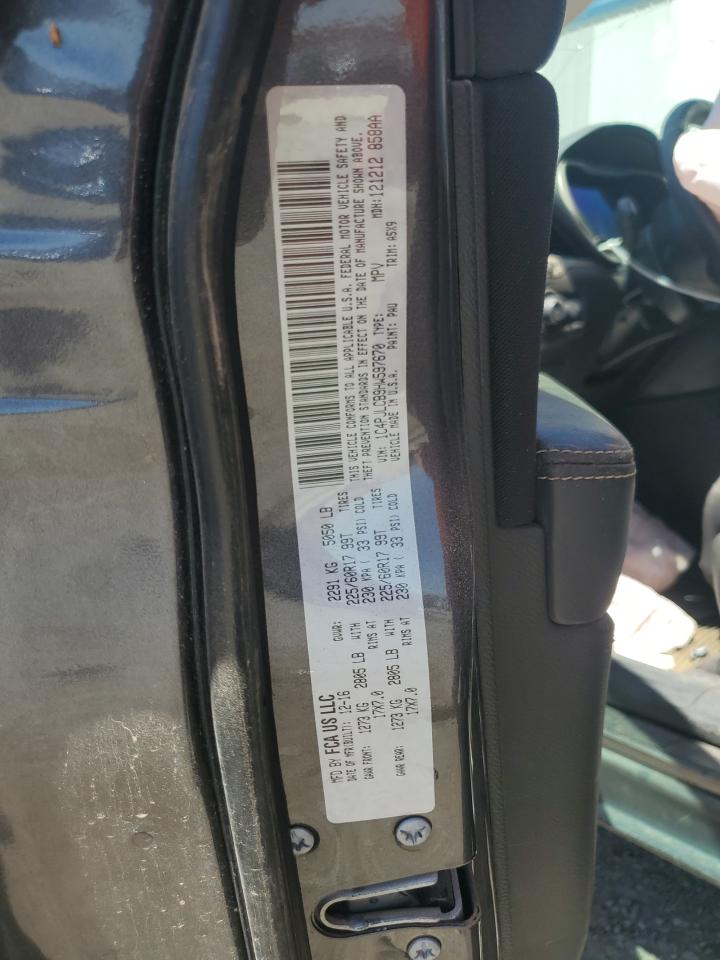 MFD BY FCA US LLC
DATE OF MFR(BUILT): 12-16
GVWR: 2291 KG 5050 LB
GAWR FRONT: 1273 KG 2805 LB WITH 225/60R17 99T TIRES
17X7.0 RIMS AT 230 KPA ( 33 PSI) COLD
GAWR REAR: 1273 KG 2805 LB WITH 225/60R17 99T TIRES
17X7.0 RIMS AT 230 KPA ( 33 PSI) COLD
THIS VEHICLE CONFORMS TO ALL APPLICABLE U.S.A. FEDERAL MOTOR VEHICLE SAFETY AND
THEFT PREVENTION STANDARDS IN EFFECT ON THE DATE OF MANUFACTURE SHOWN ABOVE.
VIN: 1C4PJLCB9HW597670 TYPE: MPV MDH: 121212 858AA
VEHICLE MADE IN U.S.A. PAINT: PAU TRIM: A5X9